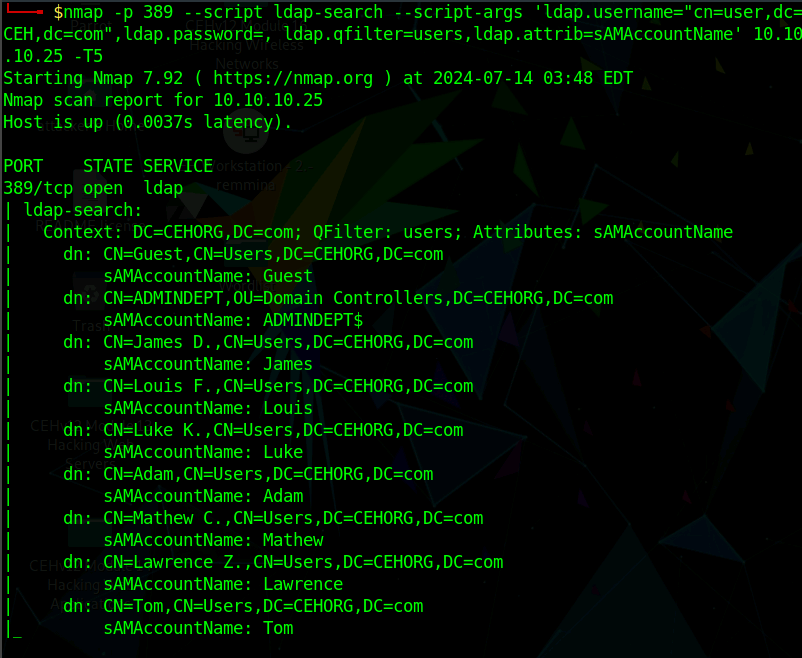 $nmap -p 389 --script ldap-search --script-args 'ldap.username="cn=user,dc=
CEH,dc=com",ldap.password=, ldap.qfilter=users,ldap.attrib=sAMAccountName' 10.10
.10.25 -T5
Starting Nmap 7.92 ( https://nmap.org ) at 2024-07-14 03:48 EDT
Nmap scan report for 10.10.10.25
Host is up (0.0037s latency).
PORT    STATE SERVICE
389/tcp open  ldap
| ldap-search:
|   Context: DC=CEHORG,DC=com; QFilter: users; Attributes: sAMAccountName
|     dn: CN=Guest,CN=Users,DC=CEHORG,DC=com
|         sAMAccountName: Guest
|     dn: CN=ADMINDEPT,OU=Domain Controllers,DC=CEHORG,DC=com
|         sAMAccountName: ADMINDEPT$
|     dn: CN=James D.,CN=Users,DC=CEHORG,DC=com
|         sAMAccountName: James
|     dn: CN=Louis F.,CN=Users,DC=CEHORG,DC=com
|         sAMAccountName: Louis
|     dn: CN=Luke K.,CN=Users,DC=CEHORG,DC=com
|         sAMAccountName: Luke
|     dn: CN=Adam,CN=Users,DC=CEHORG,DC=com
|         sAMAccountName: Adam
|     dn: CN=Mathew C.,CN=Users,DC=CEHORG,DC=com
|         sAMAccountName: Mathew
|     dn: CN=Lawrence Z.,CN=Users,DC=CEHORG,DC=com
|         sAMAccountName: Lawrence
|     dn: CN=Tom,CN=Users,DC=CEHORG,DC=com
|_        sAMAccountName: Tom